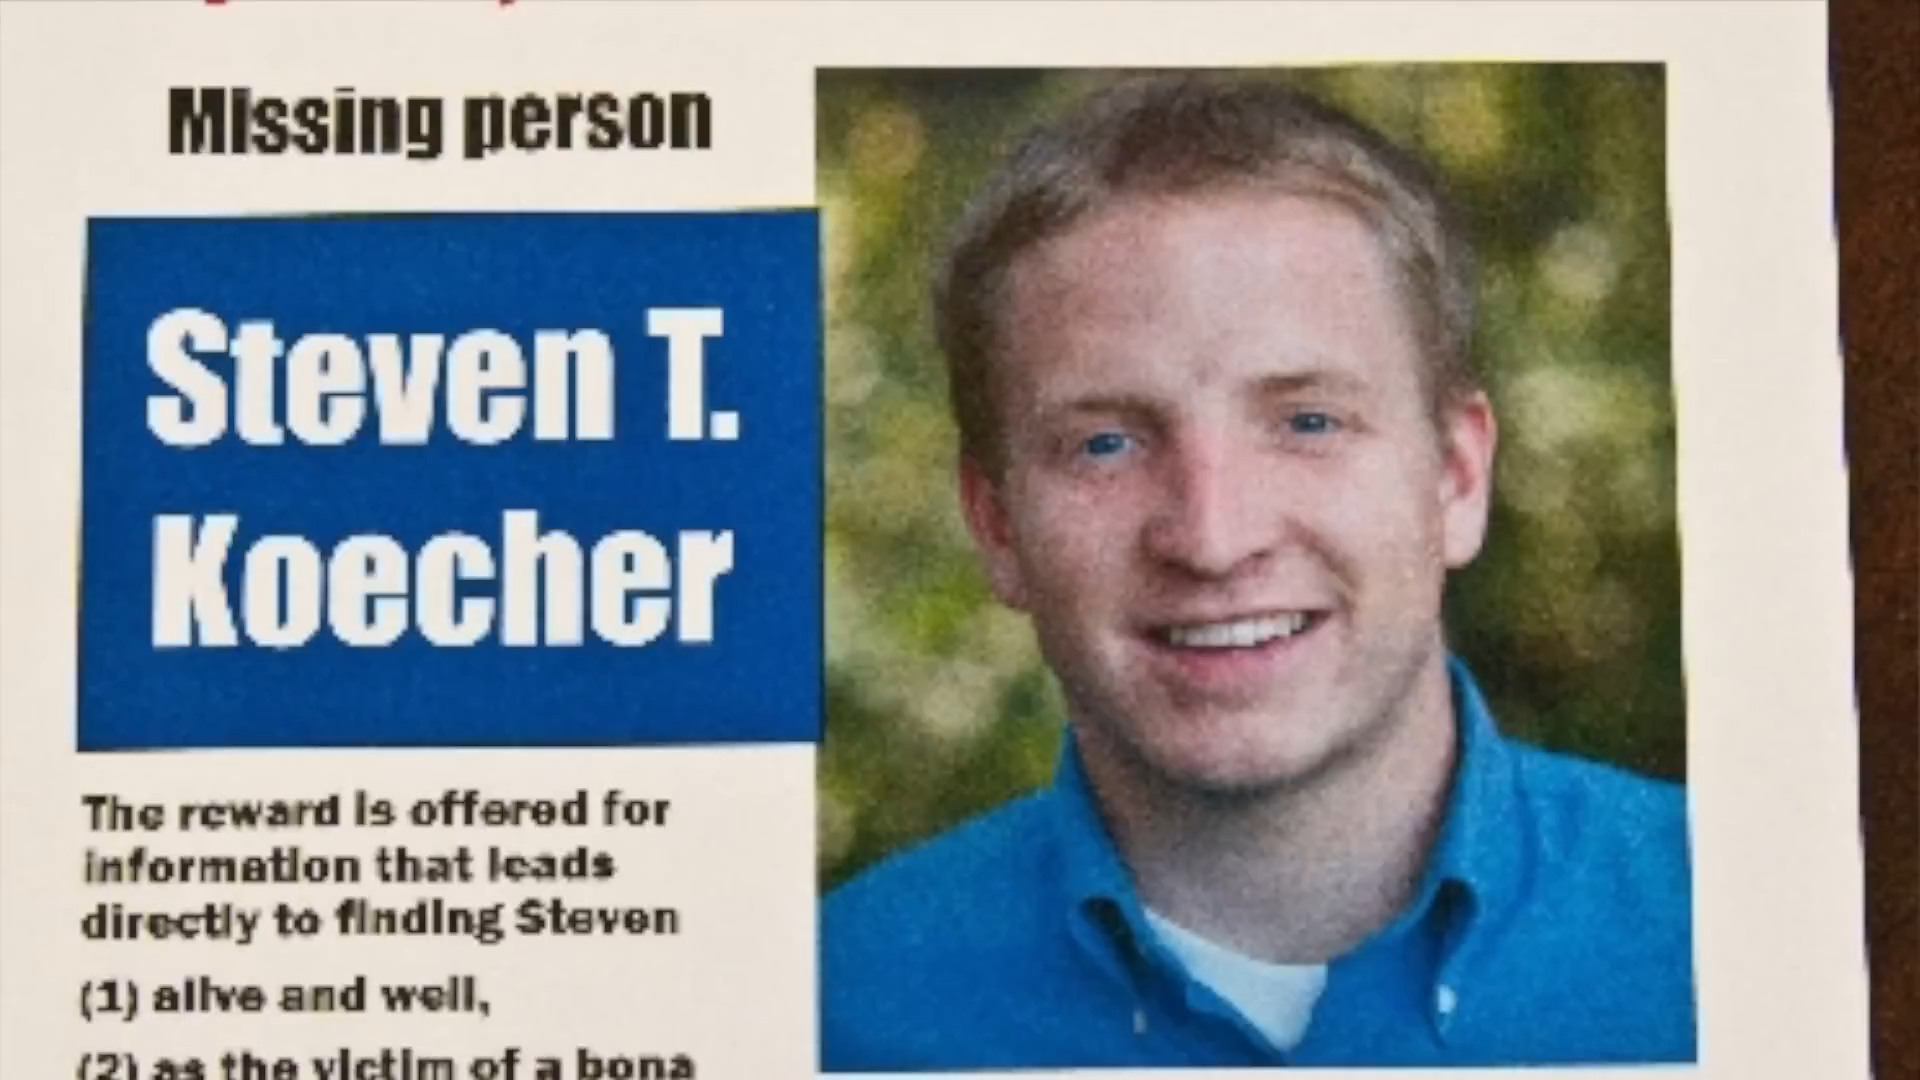 Missing person
Steven T.
Koecher
The reward is offered for
information that leads
directly to finding Steven
(1) alive and well,
(2) as the victim of a bona